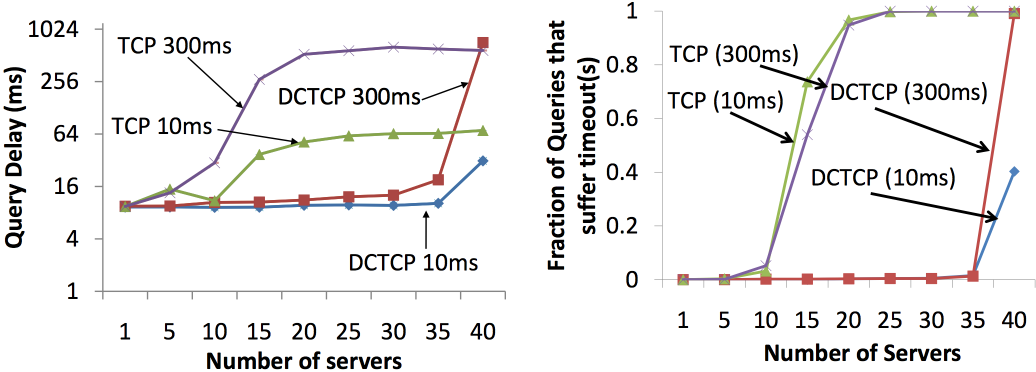 Query Delay (ms)
1024
256
64
16
4
1
TCP 300ms
DCTCP 300ms
TCP 10ms
DCTCP 10ms
1 5 10 15 20 25 30 35 40
Number of servers
Fraction of Queries that
suffer timeout(s)
1
0.8
0.6
0.4
0.2
0
TCP (300ms)
TCP (10ms)
DCTCP (300ms)
DCTCP (10ms)
1 5 10 15 20 25 30 35 40
Number of Servers